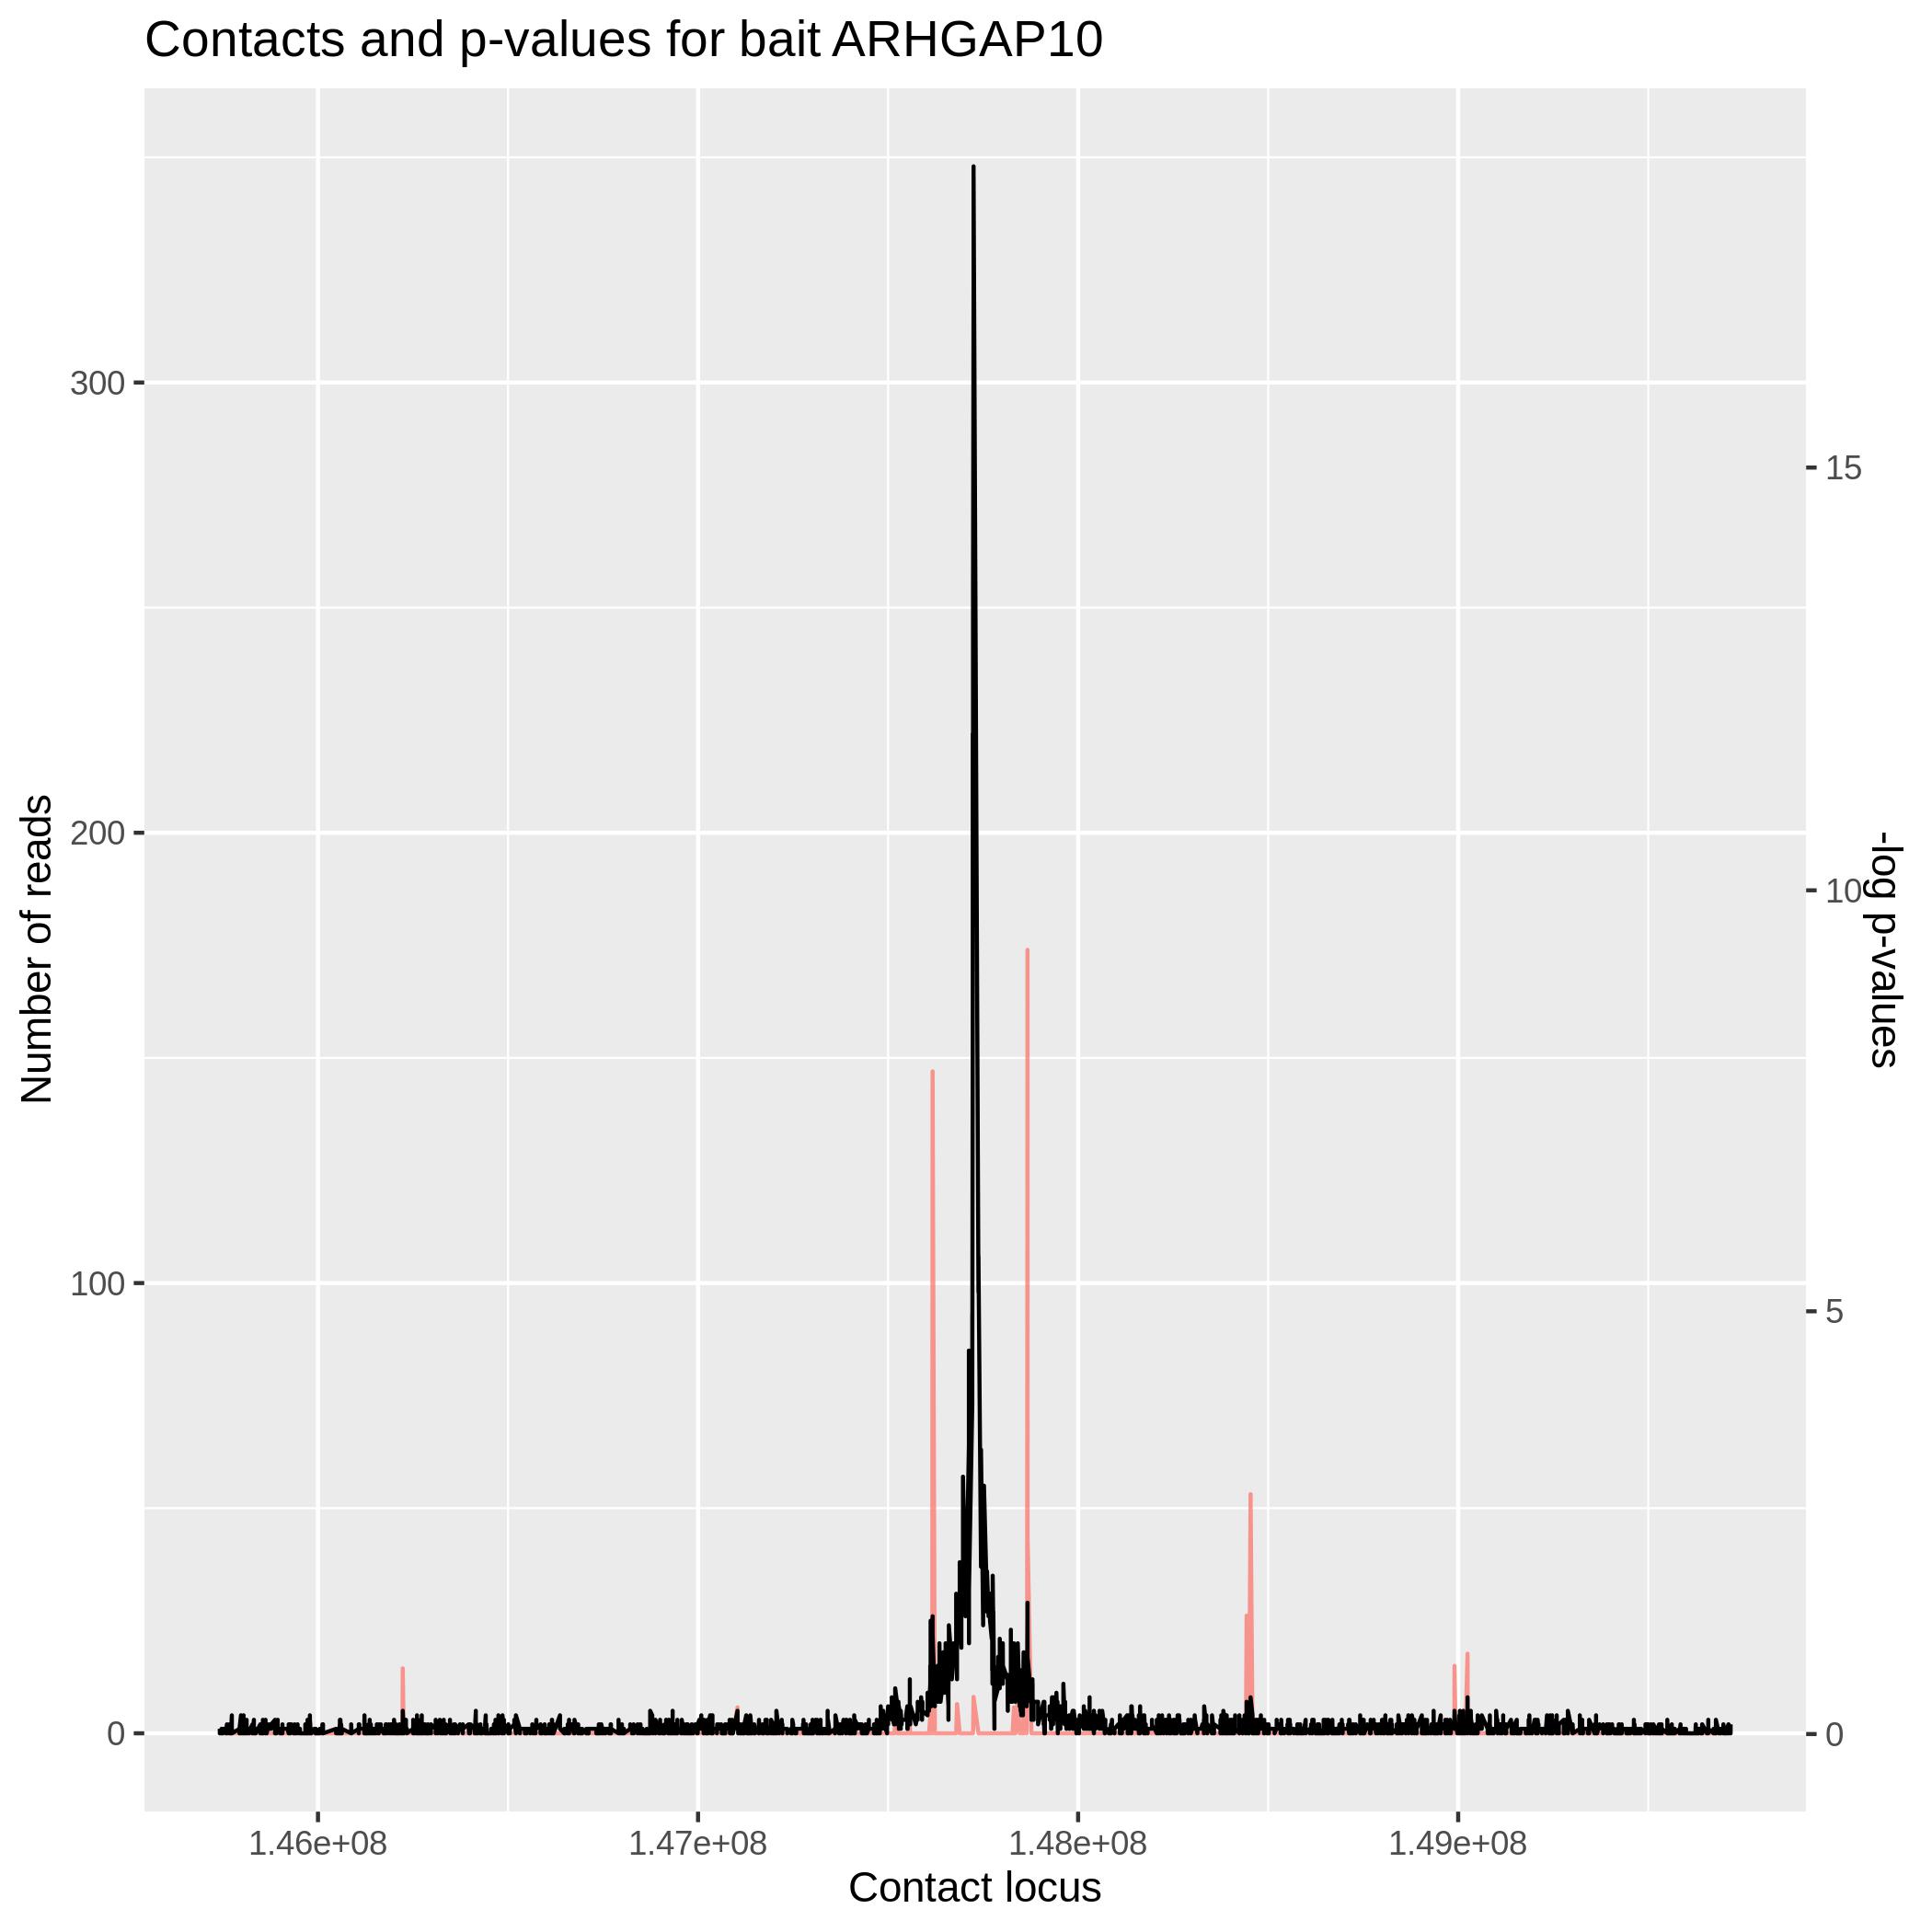 Contacts and p-values for bait ARHGAP10
Number of reads
300
200
100
0
15
10
5
0
-log p-values
1.46e+08
1.47e+08
1.48e+08
1.49e+08
Contact locus